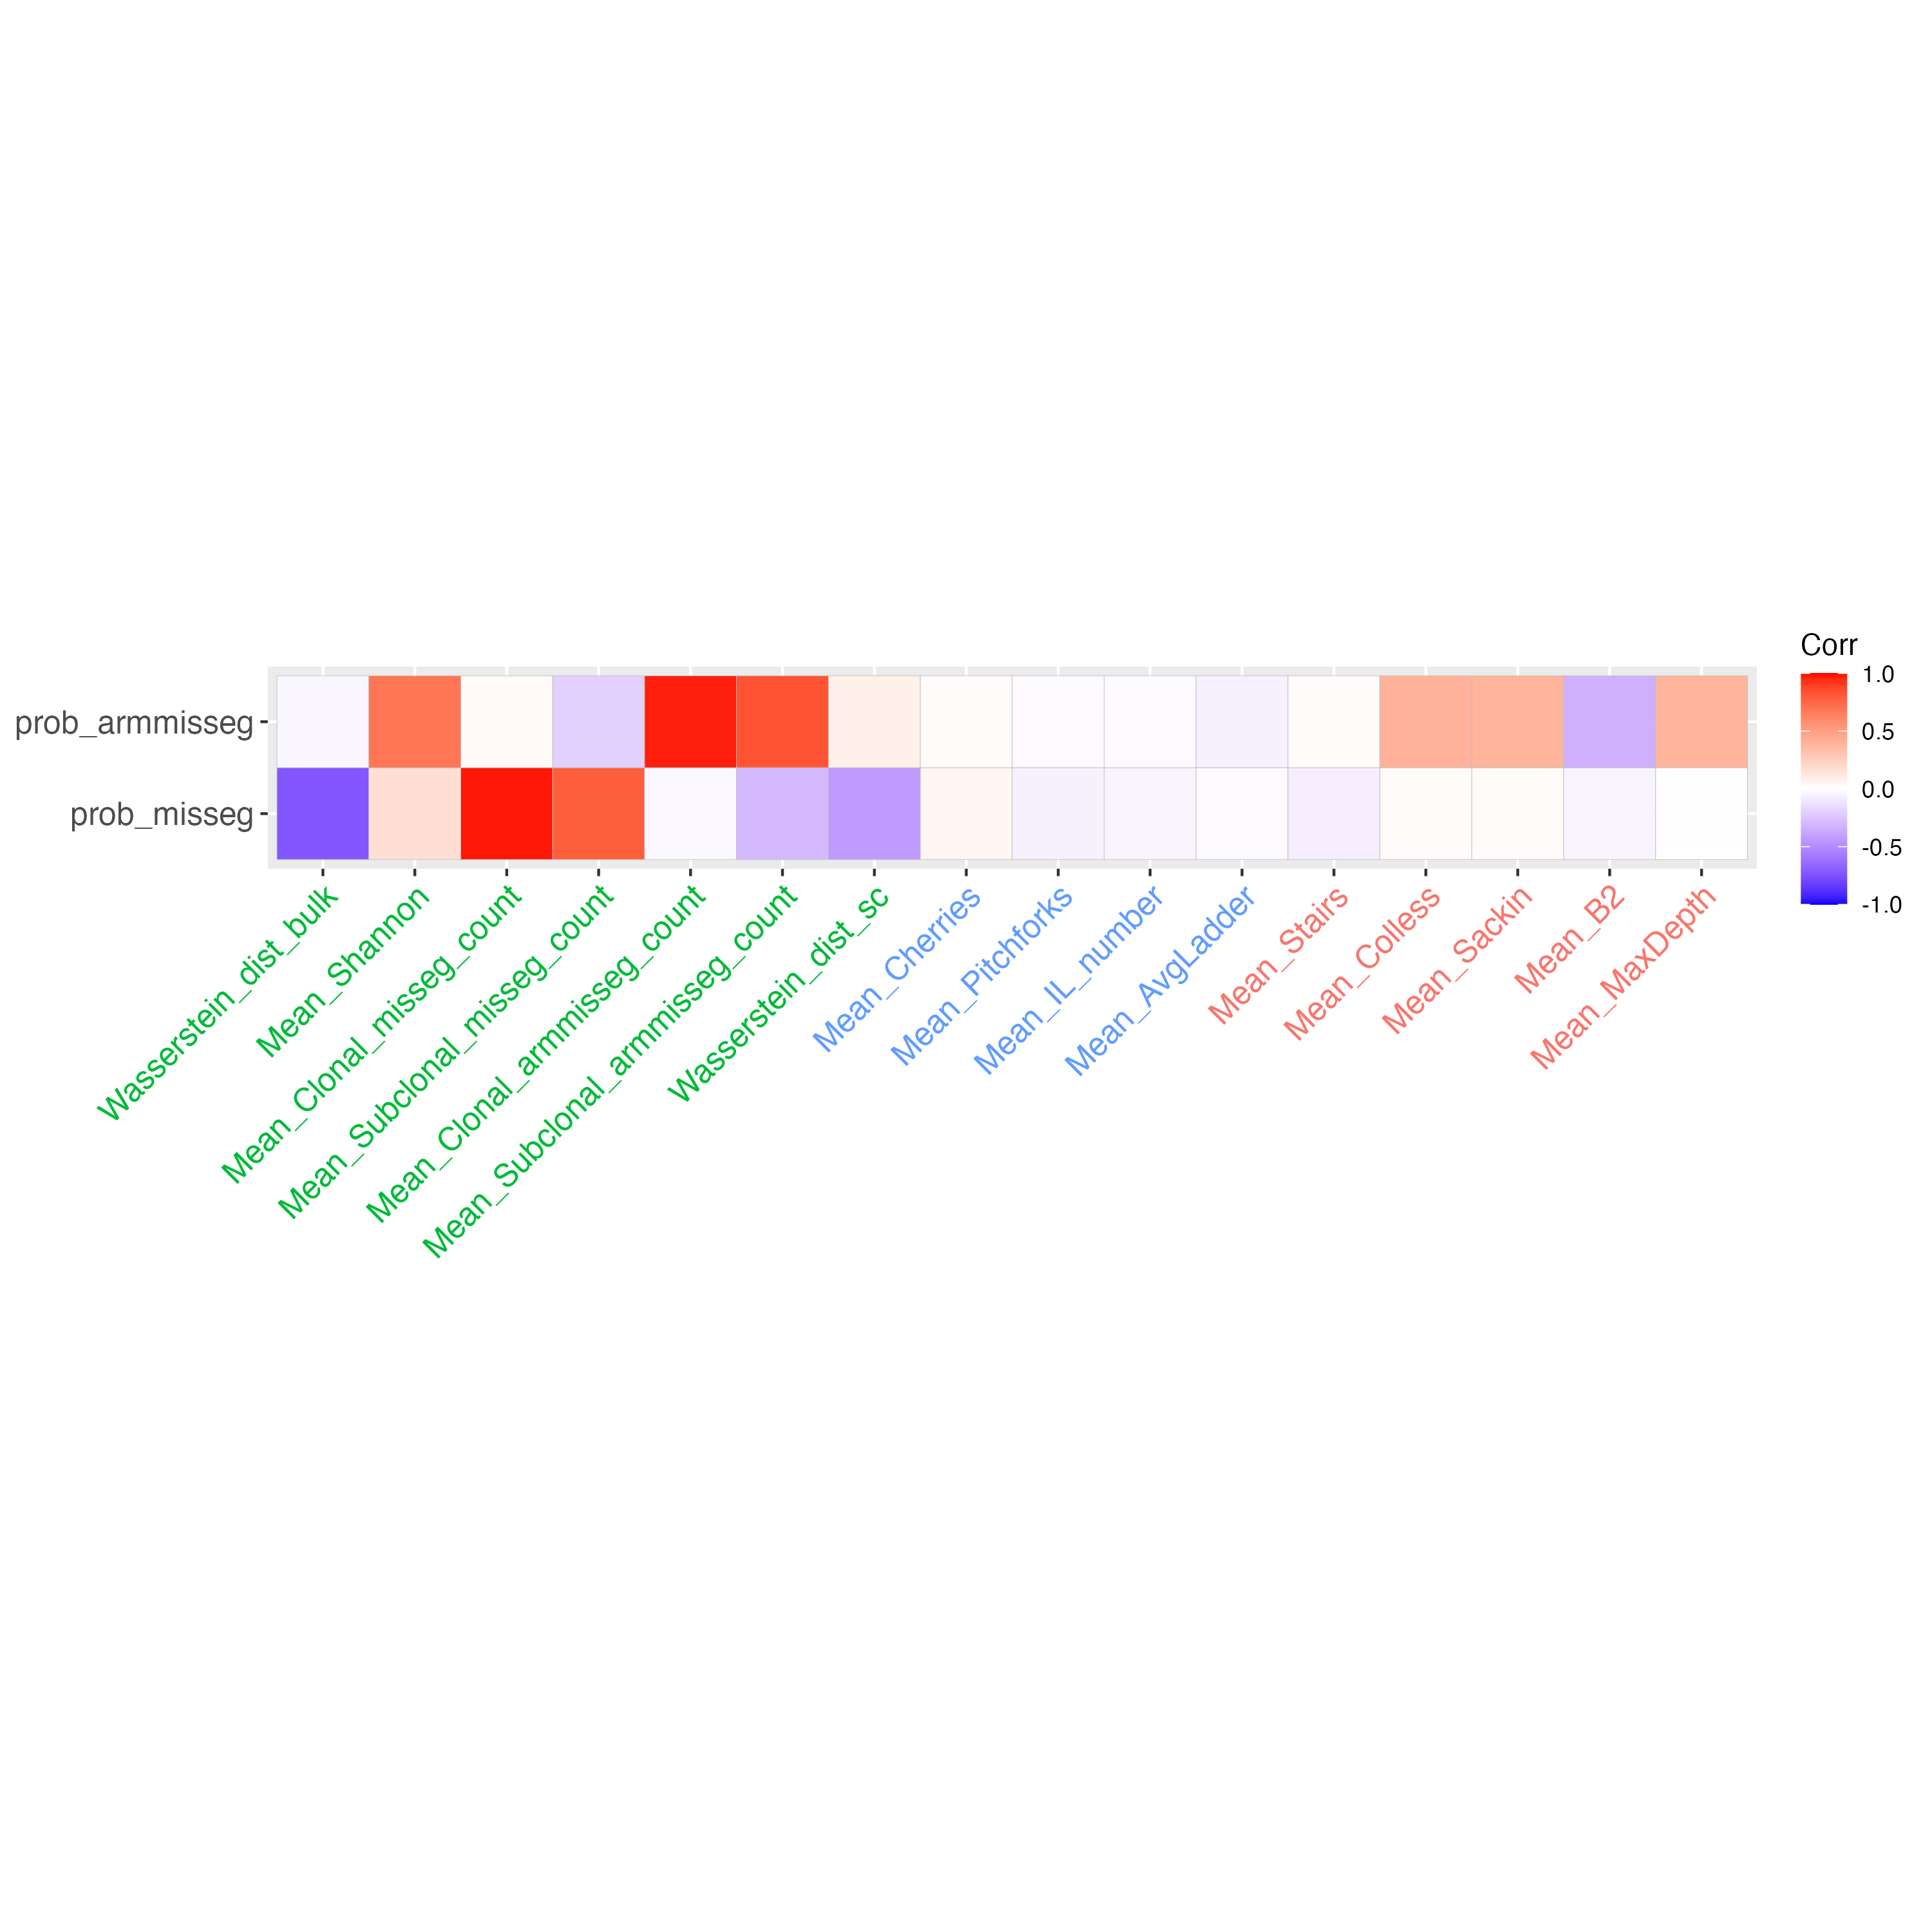 Corr
1.0
0.5
0.0
-0.5
-1.0
prob_armmisseg
prob_misseg
Wasserstein_dist_bulk
Mean_Shannon
Mean_Clonal_misseg_count
Mean_Subclonal_misseg_count
Mean_Clonal_armmisseg_count
Mean_Subclonal_armmisseg_count
Wasserstein_dist_sc
Mean_Cherries
Mean_Pitchforks
Mean_IL_number
Mean_AvgLadder
Mean_Stairs
Mean_Colless
Mean_Sackin
Mean_B2
Mean_MaxDepth